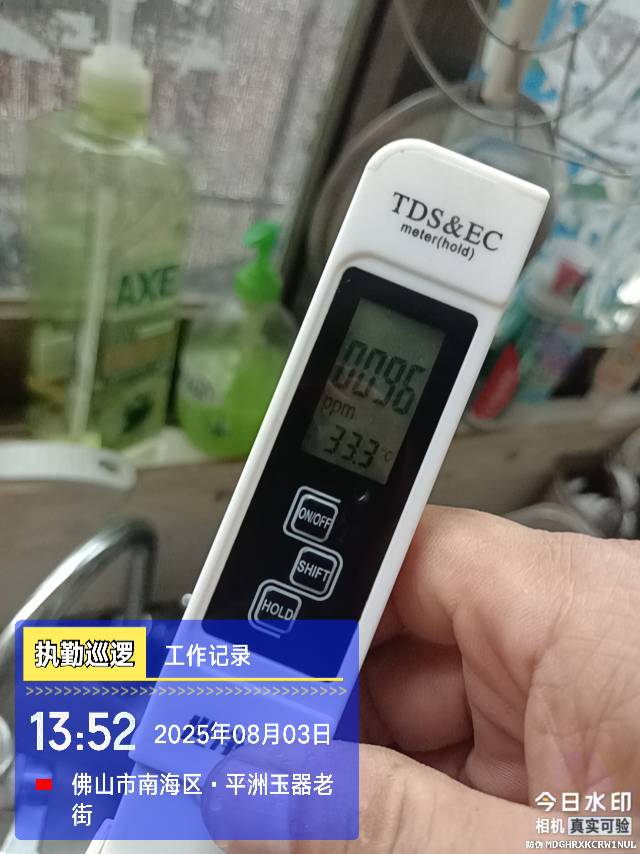 TDS&EC
meter(hold)
AXE
0096
ppm
33.3°C
ON/OFF
SHIFT
HOLD
执勤巡逻
工作记录
13:52
2025年08月03日
佛山市南海区·平洲玉器老
街
今日水印
相机 真实可验
防伪 MDGHRXKCRW1NUL